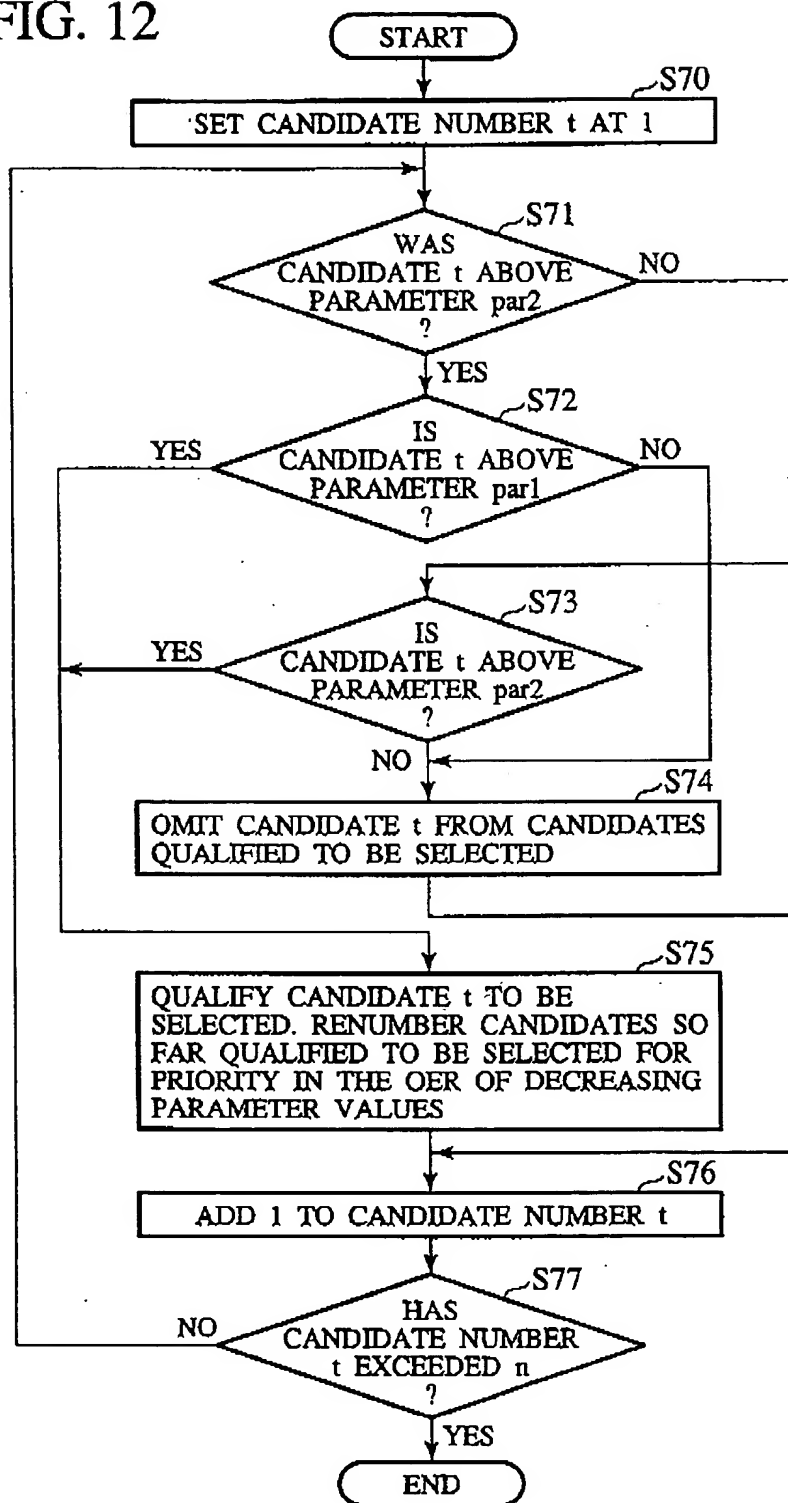 FIG. 12
START
S70
SET CANDIDATE NUMBER t AT 1
S71
WAS
CANDIDATE t ABOVE
PARAMETER par2
?
NO
YES
S72
IS
CANDIDATE t ABOVE
PARAMETER par1
?
YES
NO
S73
IS
CANDIDATE t ABOVE
PARAMETER par2
?
YES
NO
S74
OMIT CANDIDATE t FROM CANDIDATES
QUALIFIED TO BE SELECTED
S75
QUALIFY CANDIDATE t TO BE
SELECTED. RENUMBER CANDIDATES SO
FAR QUALIFIED TO BE SELECTED FOR
PRIORITY IN THE OER OF DECREASING
PARAMETER VALUES
S76
ADD 1 TO CANDIDATE NUMBER t
S77
HAS
CANDIDATE NUMBER
t EXCEEDED n
?
NO
YES
END